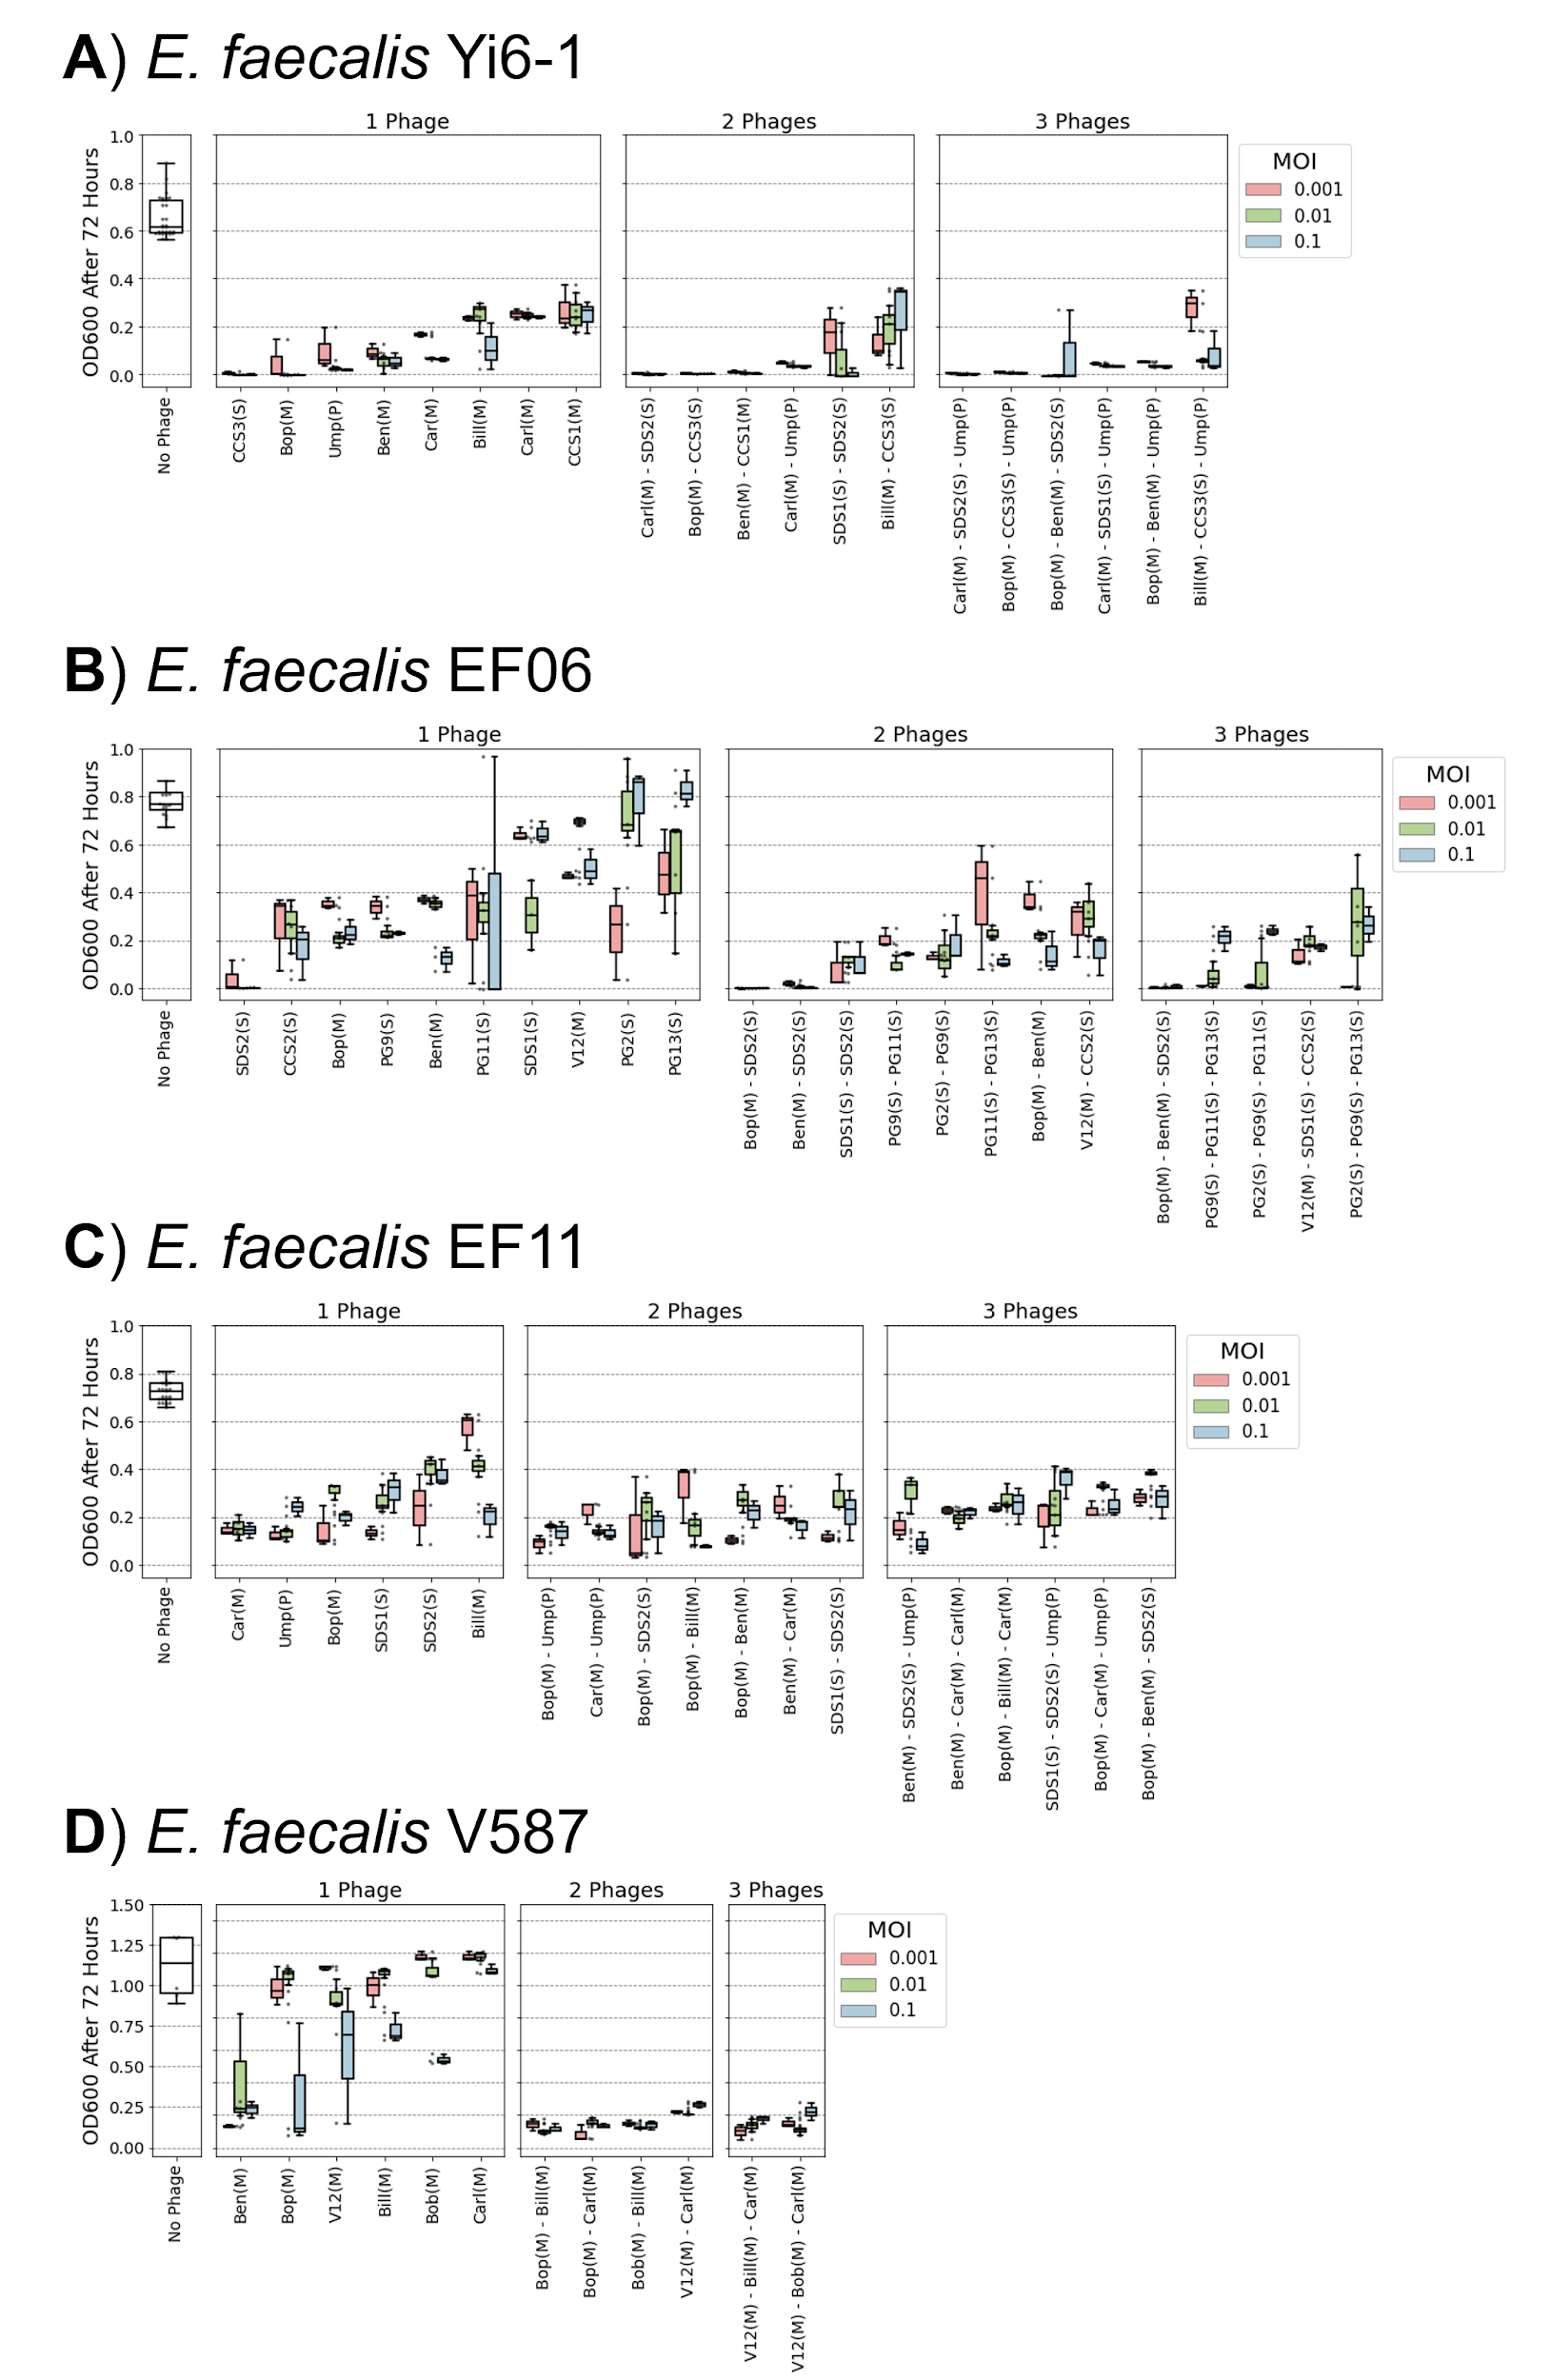 A) E. faecalis Yi6-1
1 Phage
2 Phages
3 Phages
OD600 After 72 Hours
1.0
0.8
0.6
0.4
0.2
0.0
MOI
0.001
0.01
0.1
No Phage
CCS3(S)
Bop(M)
Ump(P)
Ben(M)
Car(M)
Bill(M)
Carl(M)
CCS1(M)
Carl(M) - SDS2(S)
Bop(M) - CCS3(S)
Ben(M) - CCS1(M)
Carl(M) - Ump(P)
SDS1(S) - SDS2(S)
Bill(M) - CCS3(S)
Carl(M) - SDS2(S) - Ump(P)
Bop(M) - CCS3(S) - Ump(P)
Bop(M) - Ben(M) - SDS2(S)
Carl(M) - SDS1(S) - Ump(P)
Bop(M) - Ben(M) - Ump(P)
Bill(M) - CCS3(S) - Ump(P)
B) E. faecalis EF06
1 Phage
2 Phages
3 Phages
OD600 After 72 Hours
1.0
0.8
0.6
0.4
0.2
0.0
MOI
0.001
0.01
0.1
No Phage
SDS2(S)
CCS2(S)
Bop(M)
PG9(S)
Ben(M)
PG11(S)
SDS1(S)
V12(M)
PG2(S)
PG13(S)
Bop(M) - SDS2(S)
Ben(M) - SDS2(S)
SDS1(S) - SDS2(S)
PG9(S) - PG11(S)
PG2(S) - PG9(S)
PG11(S) - PG13(S)
Bop(M) - Ben(M)
V12(M) - CCS2(S)
Bop(M) - Ben(M) - SDS2(S)
PG9(S) - PG11(S) - PG13(S)
PG2(S) - PG9(S) - PG11(S)
V12(M) - SDS1(S) - CCS2(S)
PG2(S) - PG9(S) - PG13(S)
C) E. faecalis EF11
1 Phage
2 Phages
3 Phages
OD600 After 72 Hours
1.0
0.8
0.6
0.4
0.2
0.0
MOI
0.001
0.01
0.1
No Phage
Car(M)
Ump(P)
Bop(M)
SDS1(S)
SDS2(S)
Bill(M)
Bop(M) - Ump(P)
Car(M) - Ump(P)
Bop(M) - SDS2(S)
Bop(M) - Bill(M)
Bop(M) - Ben(M)
Ben(M) - Car(M)
SDS1(S) - SDS2(S)
Ben(M) - SDS2(S) - Ump(P)
Ben(M) - Car(M) - Carl(M)
Bop(M) - Bill(M) - Car(M)
SDS1(S) - SDS2(S) - Ump(P)
Bop(M) - Car(M) - Ump(P)
Bop(M) - Ben(M) - SDS2(S)
D) E. faecalis V587
1 Phage
2 Phages
3 Phages
OD600 After 72 Hours
1.50
1.25
1.00
0.75
0.50
0.25
0.00
MOI
0.001
0.01
0.1
No Phage
Ben(M)
Bop(M)
V12(M)
Bill(M)
Bob(M)
Carl(M)
Bop(M) - Bill(M)
Bop(M) - Carl(M)
Bob(M) - Bill(M)
V12(M) - Carl(M)
V12(M) - Bill(M) - Car(M)
V12(M) - Bob(M) - Carl(M)